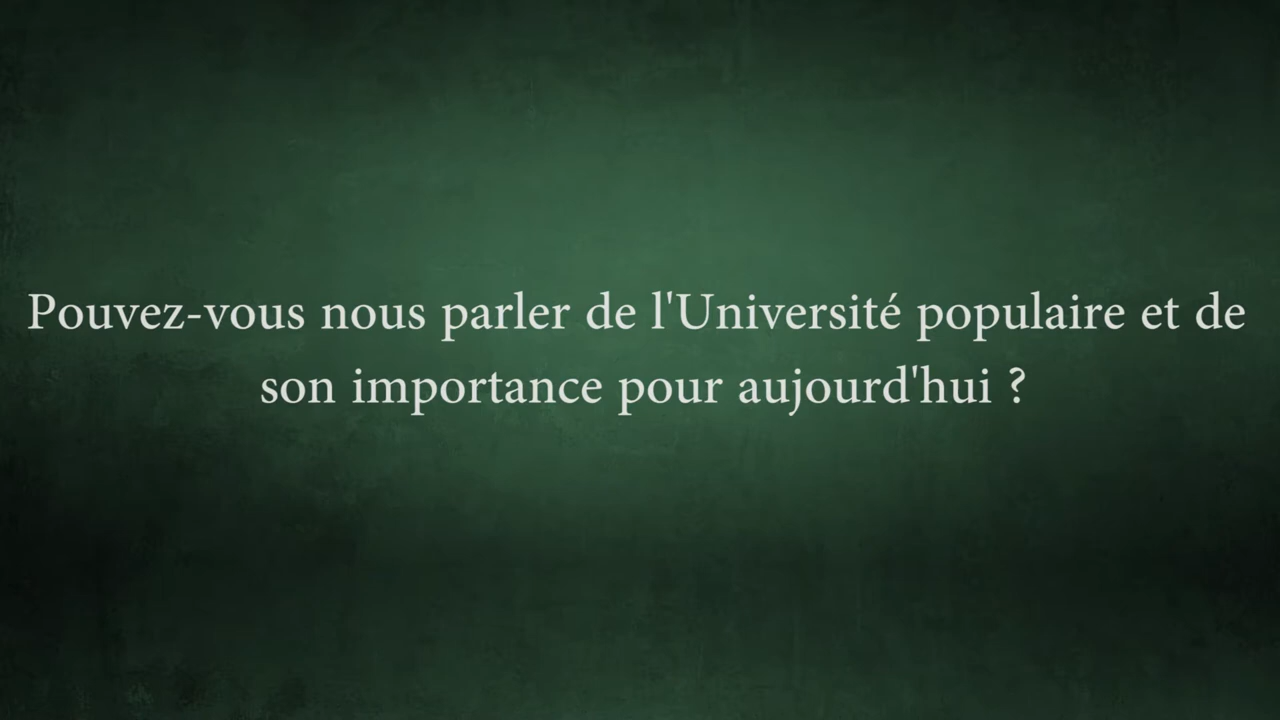 Pouvez-vous nous parler de l'Université populaire et de
son importance pour aujourd'hui ?